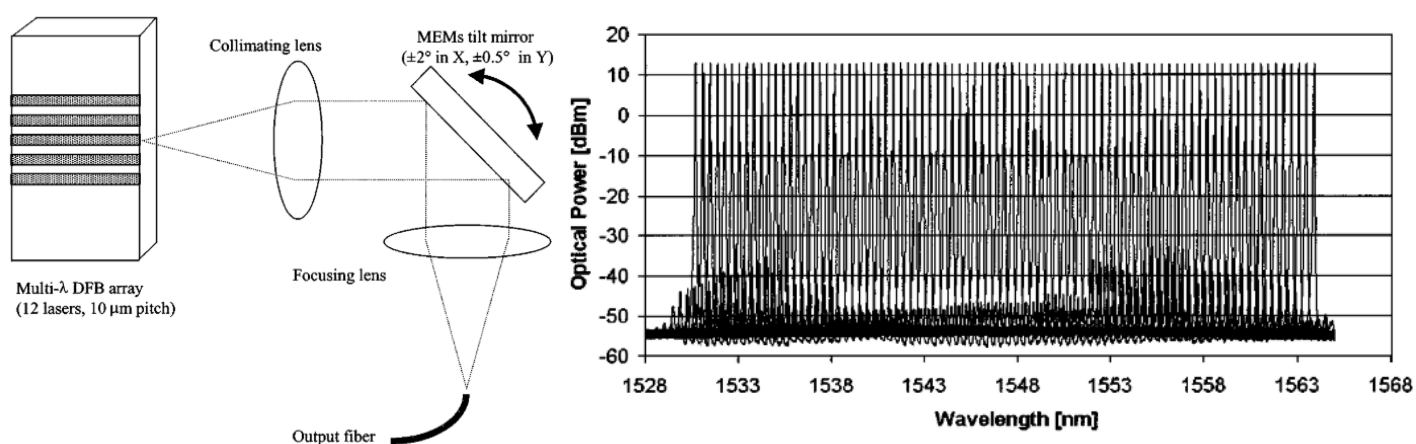 Collimating lens
MEMs tilt mirror
(±2° in X, ±0.5° in Y)
Multi-λ DFB array
(12 lasers, 10 μm pitch)
Focusing lens
Output fiber
Optical Power [dBm]
20
10
0
-10
-20
-30
-40
-50
-60
1528 1533 1538 1543 1548 1553 1558 1563 1568
Wavelength [nm]